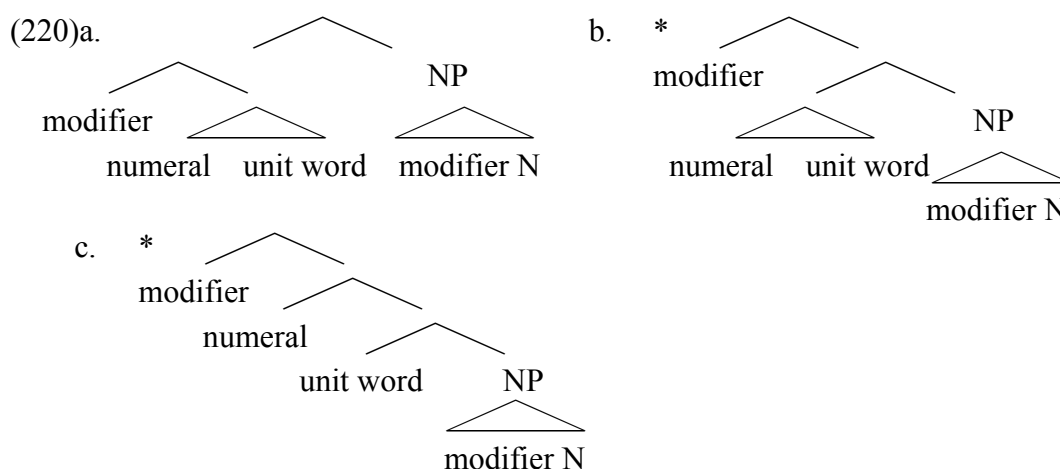 (220)a.
NP
modifier
numeral unit word modifier N
b. *
modifier
NP
numeral unit word
modifier N
c. *
modifier
numeral
unit word NP
modifier N